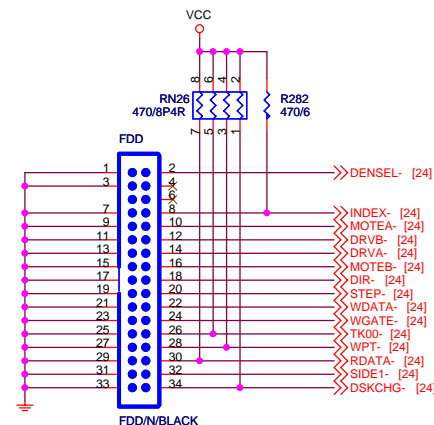 VCC
8 6 4 2
RN26
470/8P4R
R282
470/6
7 5 3 1
FDD
1 2 DENSEL- [24]
3 4
6
7 8 INDEX- [24]
9 10 MOTEA- [24]
11 12 DRVB- [24]
13 14 DRVA- [24]
15 16 MOTEB- [24]
17 18 DIR- [24]
19 20 STEP- [24]
21 22 WDATA- [24]
23 24 WGATE- [24]
25 26 TK00- [24]
27 28 WPT- [24]
29 30 RDATA- [24]
31 32 SIDE1- [24]
33 34 DSKCHG- [24]
FDD/N/BLACK